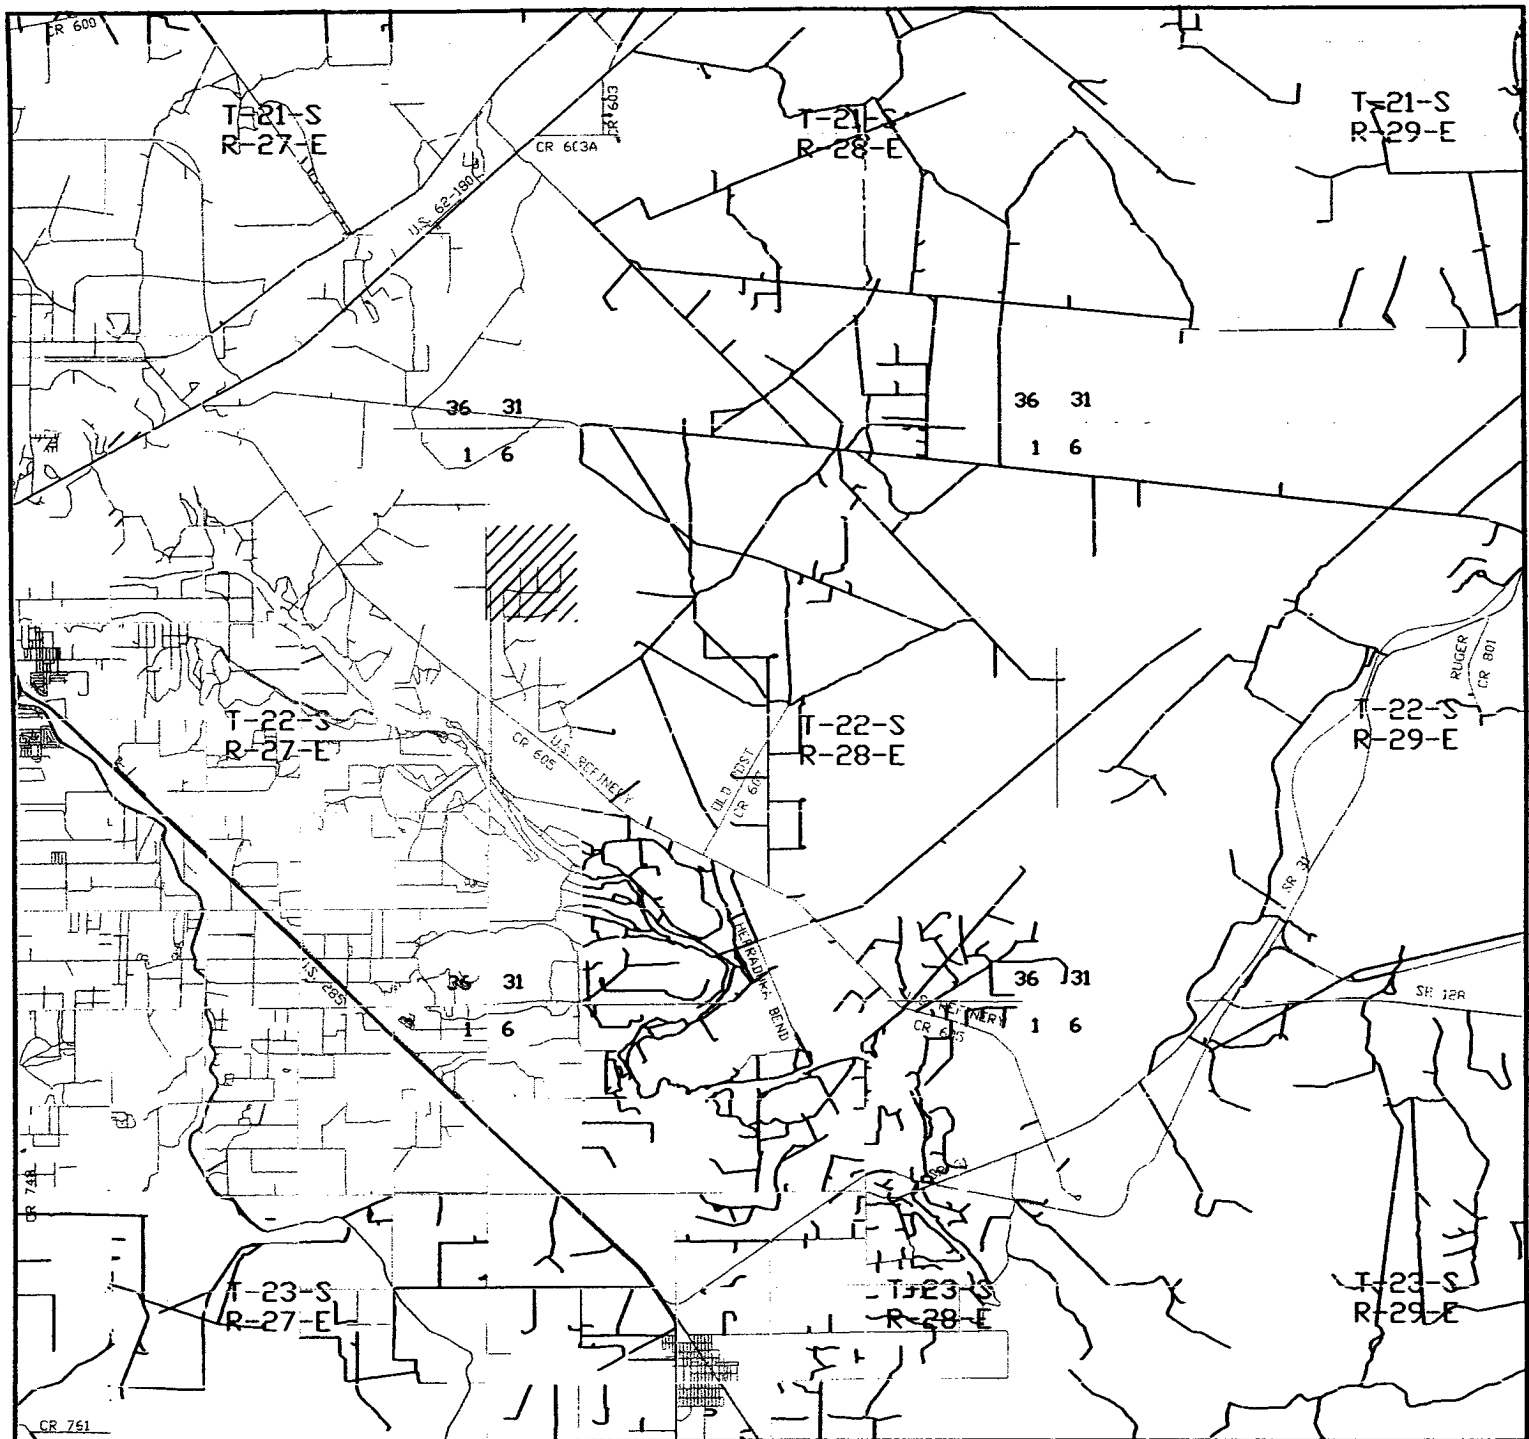 CR 600
T-21-S
R-27-E
T-21-S
R-28-E
T-21-S
R-29-E
CR 603
CR 603A
U.S. 62-180
36 31
1 6
36 31
1 6
T-22-S
R-27-E
U.S. REFINERY
CR 605
OLD
CR
T-22-S
R-28-E
T-22-S
R-29-E
RUGER
CR 801
SR 31
U.S. 285
36 31
1 6
BEND
36 31
1 6
REFINERY
CR 605
SH 128
T-23-S
R-27-E
T-23-S
R-28-E
T-23-S
R-29-E
CR
CR 761